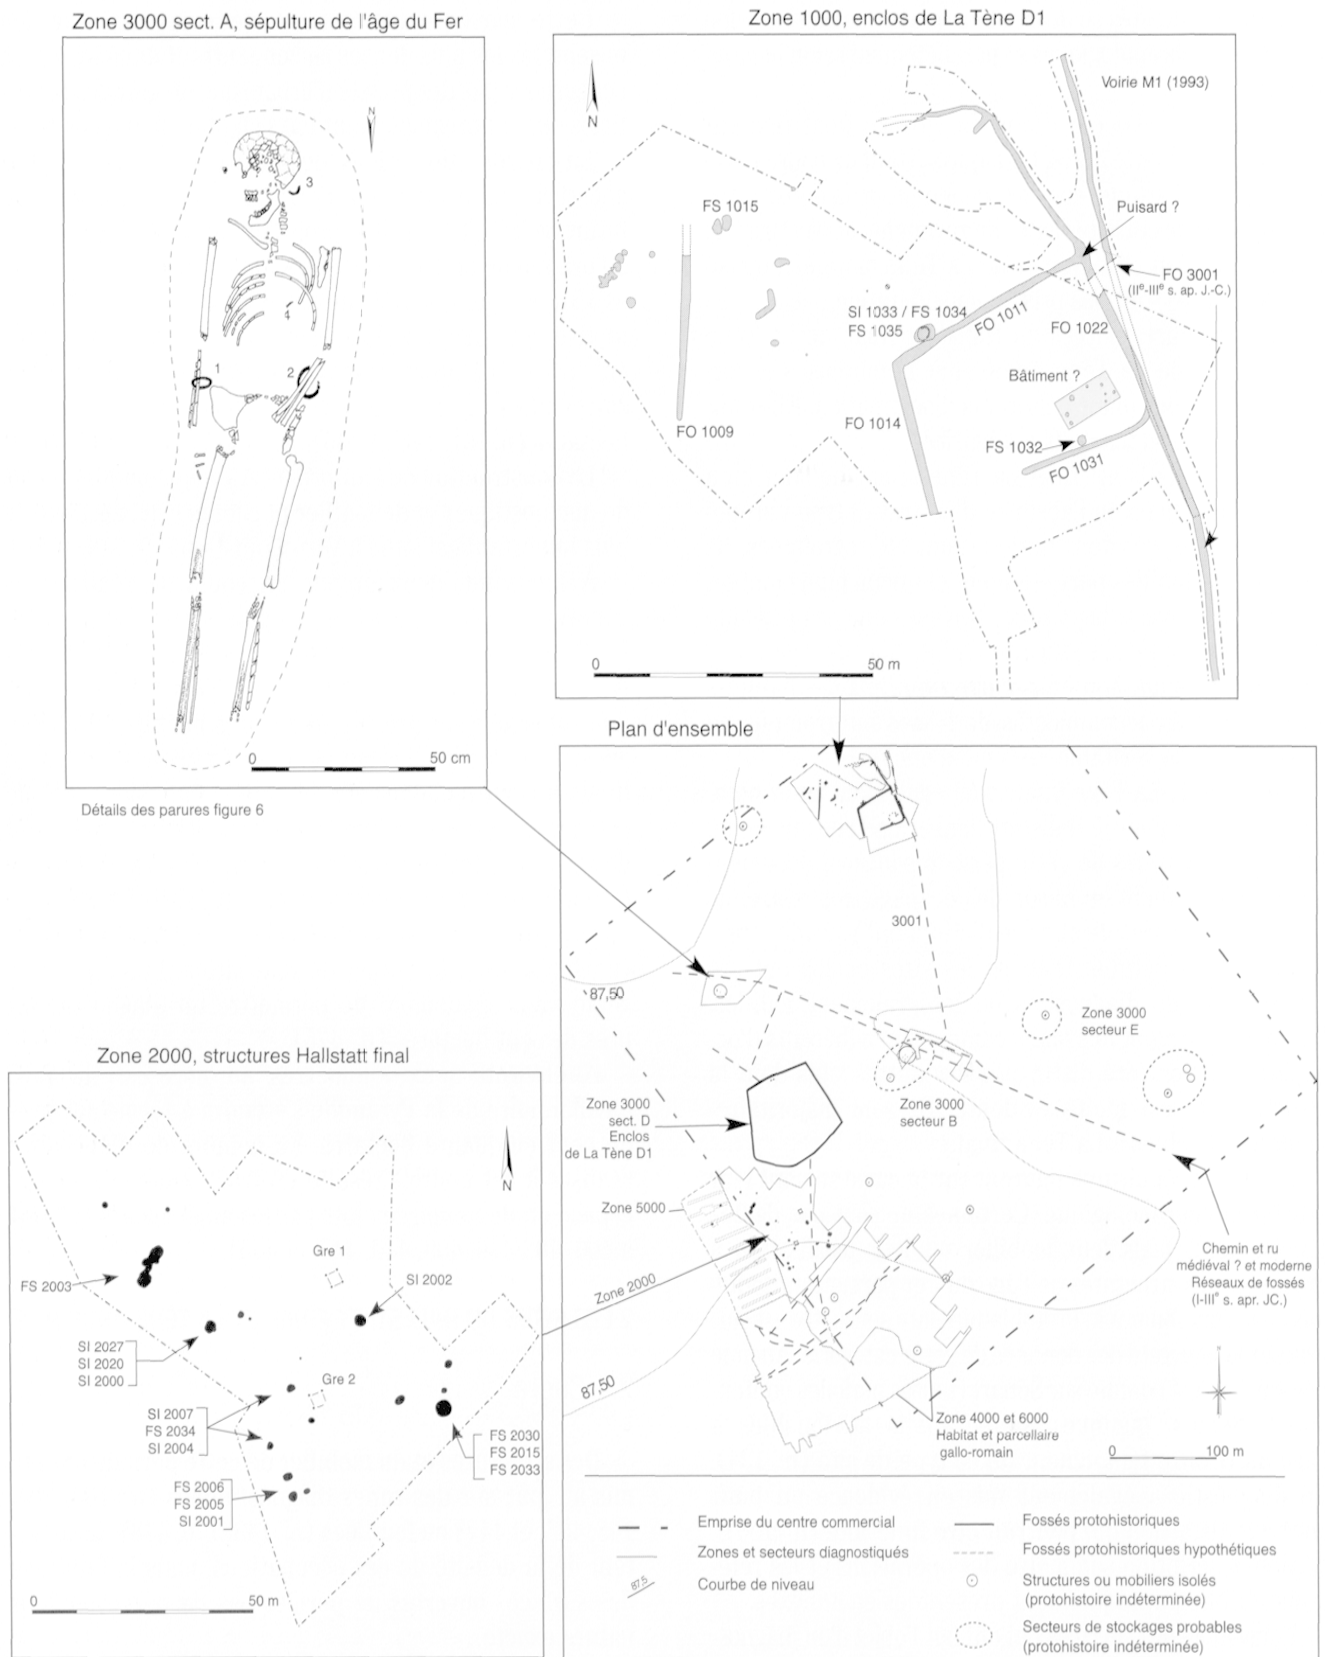 Zone 3000 sect. A, sépulture de l'âge du Fer
N
3
4
1
2
0
50 cm
Détails des parures figure 6
Zone 1000, enclos de La Tène D1
N
Voirie M1 (1993)
FS 1015
Puisard ?
FO 3001
(IIe-IIIe s. ap. J.-C.)
SI 1033 / FS 1034
FS 1035
FO 1011
FO 1022
Bâtiment ?
FO 1009
FO 1014
FS 1032
FO 1031
0
50 m
Plan d'ensemble
3001
87,50
Zone 3000
secteur E
Zone 3000
sect. D
Enclos
de La Tène D1
Zone 3000
secteur B
Zone 5000
Zone 2000
Chemin et ru
médiéval ? et moderne
Réseaux de fossés
(I-IIIe s. apr. JC.)
87,50
Zone 4000 et 6000
Habitat et parcellaire
gallo-romain
0
100 m
Emprise du centre commercial
Zones et secteurs diagnostiqués
87.5
Courbe de niveau
Fossés protohistoriques
Fossés protohistoriques hypothétiques
Structures ou mobiliers isolés
(protohistoire indéterminée)
Secteurs de stockages probables
(protohistoire indéterminée)
Zone 2000, structures Hallstatt final
N
Gre 1
FS 2003
SI 2002
SI 2027
SI 2020
SI 2000
Gre 2
SI 2007
FS 2034
SI 2004
FS 2030
FS 2015
FS 2033
FS 2006
FS 2005
SI 2001
0
50 m